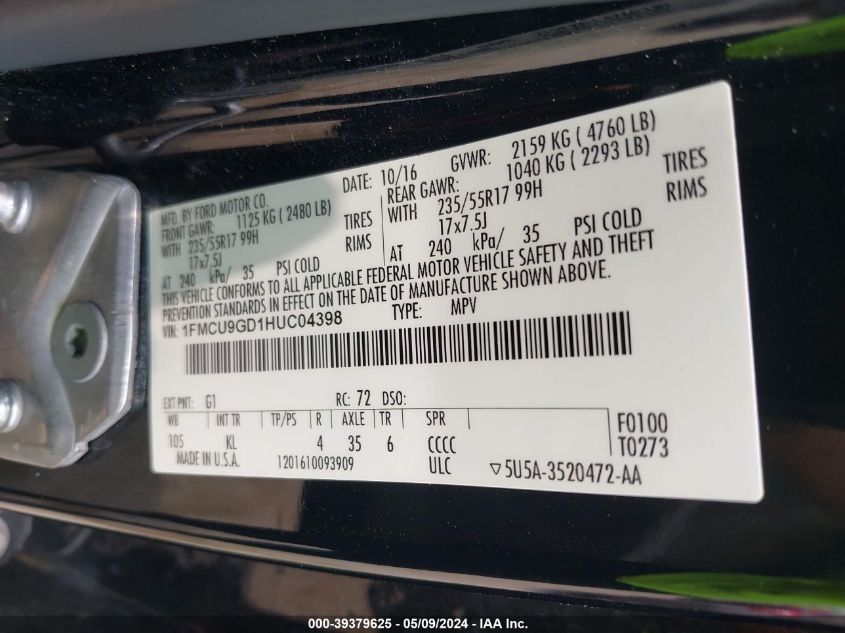 MFD. BY FORD MOTOR CO.
DATE: 10/16
GVWR: 2159 KG ( 4760 LB)
FRONT GAWR: 1125 KG ( 2480 LB)
REAR GAWR: 1040 KG ( 2293 LB)
WITH 235/55R17 99H TIRES
WITH 235/55R17 99H TIRES
17x7.5J RIMS
17x7.5J RIMS
AT 240 kPa/ 35 PSI COLD
AT 240 kPa/ 35 PSI COLD
THIS VEHICLE CONFORMS TO ALL APPLICABLE FEDERAL MOTOR VEHICLE SAFETY AND THEFT
PREVENTION STANDARDS IN EFFECT ON THE DATE OF MANUFACTURE SHOWN ABOVE.
VIN: 1FMCU9GD1HUC04398
TYPE: MPV
EXT PNT: G1 RC: 72 DSO:
WB INT TR TP/PS R AXLE TR SPR
105 KL 4 35 6 CCCC
F0100
T0273
MADE IN U.S.A. 1201610093909 ULC ▽5U5A-3520472-AA
000-39379625 - 05/09/2024 - IAA Inc.